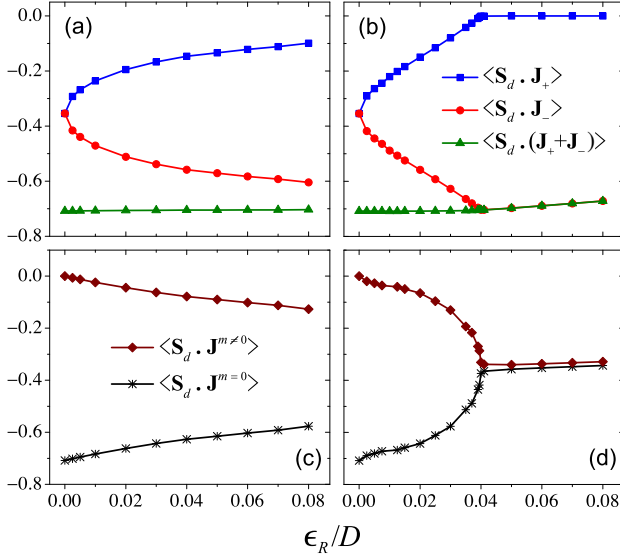 (a)
(b)
0.0
−0.2
−0.4
−0.6
−0.8
<S_d . J_+>
<S_d . J_−>
<S_d . (J_++J_−)>
(c)
(d)
0.0
−0.2
−0.4
−0.6
−0.8
<S_d . J^{m≠0}>
<S_d . J^{m=0}>
0.00 0.02 0.04 0.06 0.08 0.00 0.02 0.04 0.06 0.08
ϵ_R/D